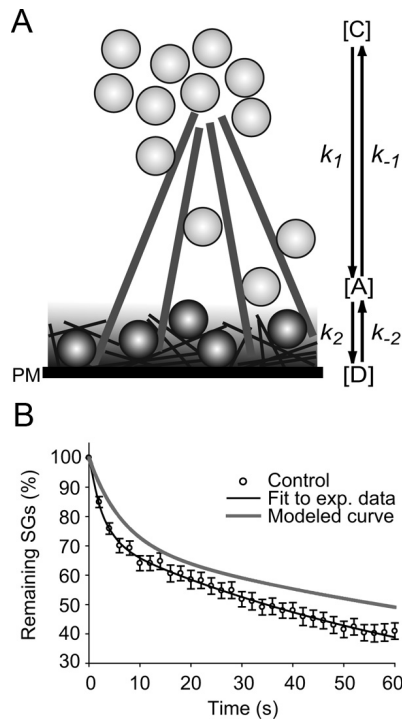 A
[C]
k1 k-1
[A]
k2 k-2
PM [D]
B
Remaining SGs (%)
100
90
80
70
60
50
40
30
Control
Fit to exp. data
Modeled curve
0 10 20 30 40 50 60
Time (s)